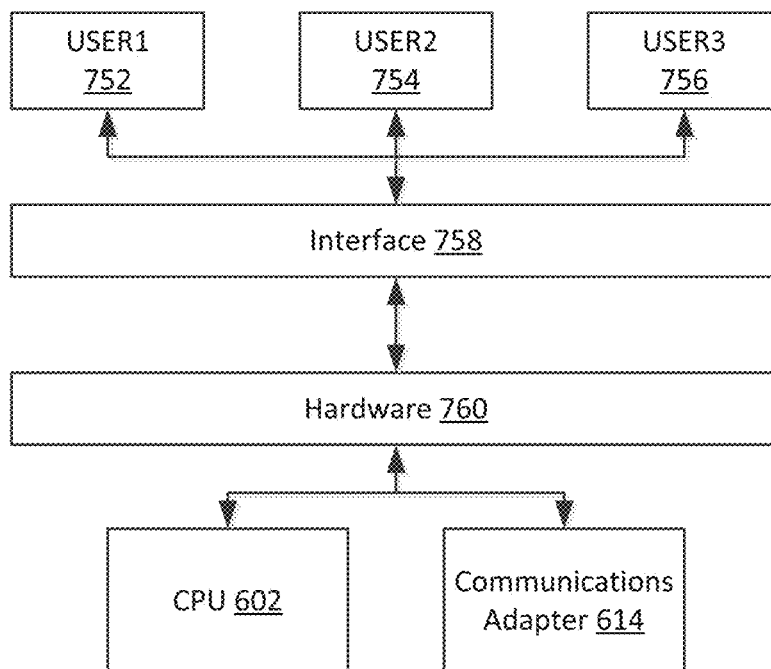 USER1
752
USER2
754
USER3
756
Interface 758
Hardware 760
CPU 602
Communications
Adapter 614